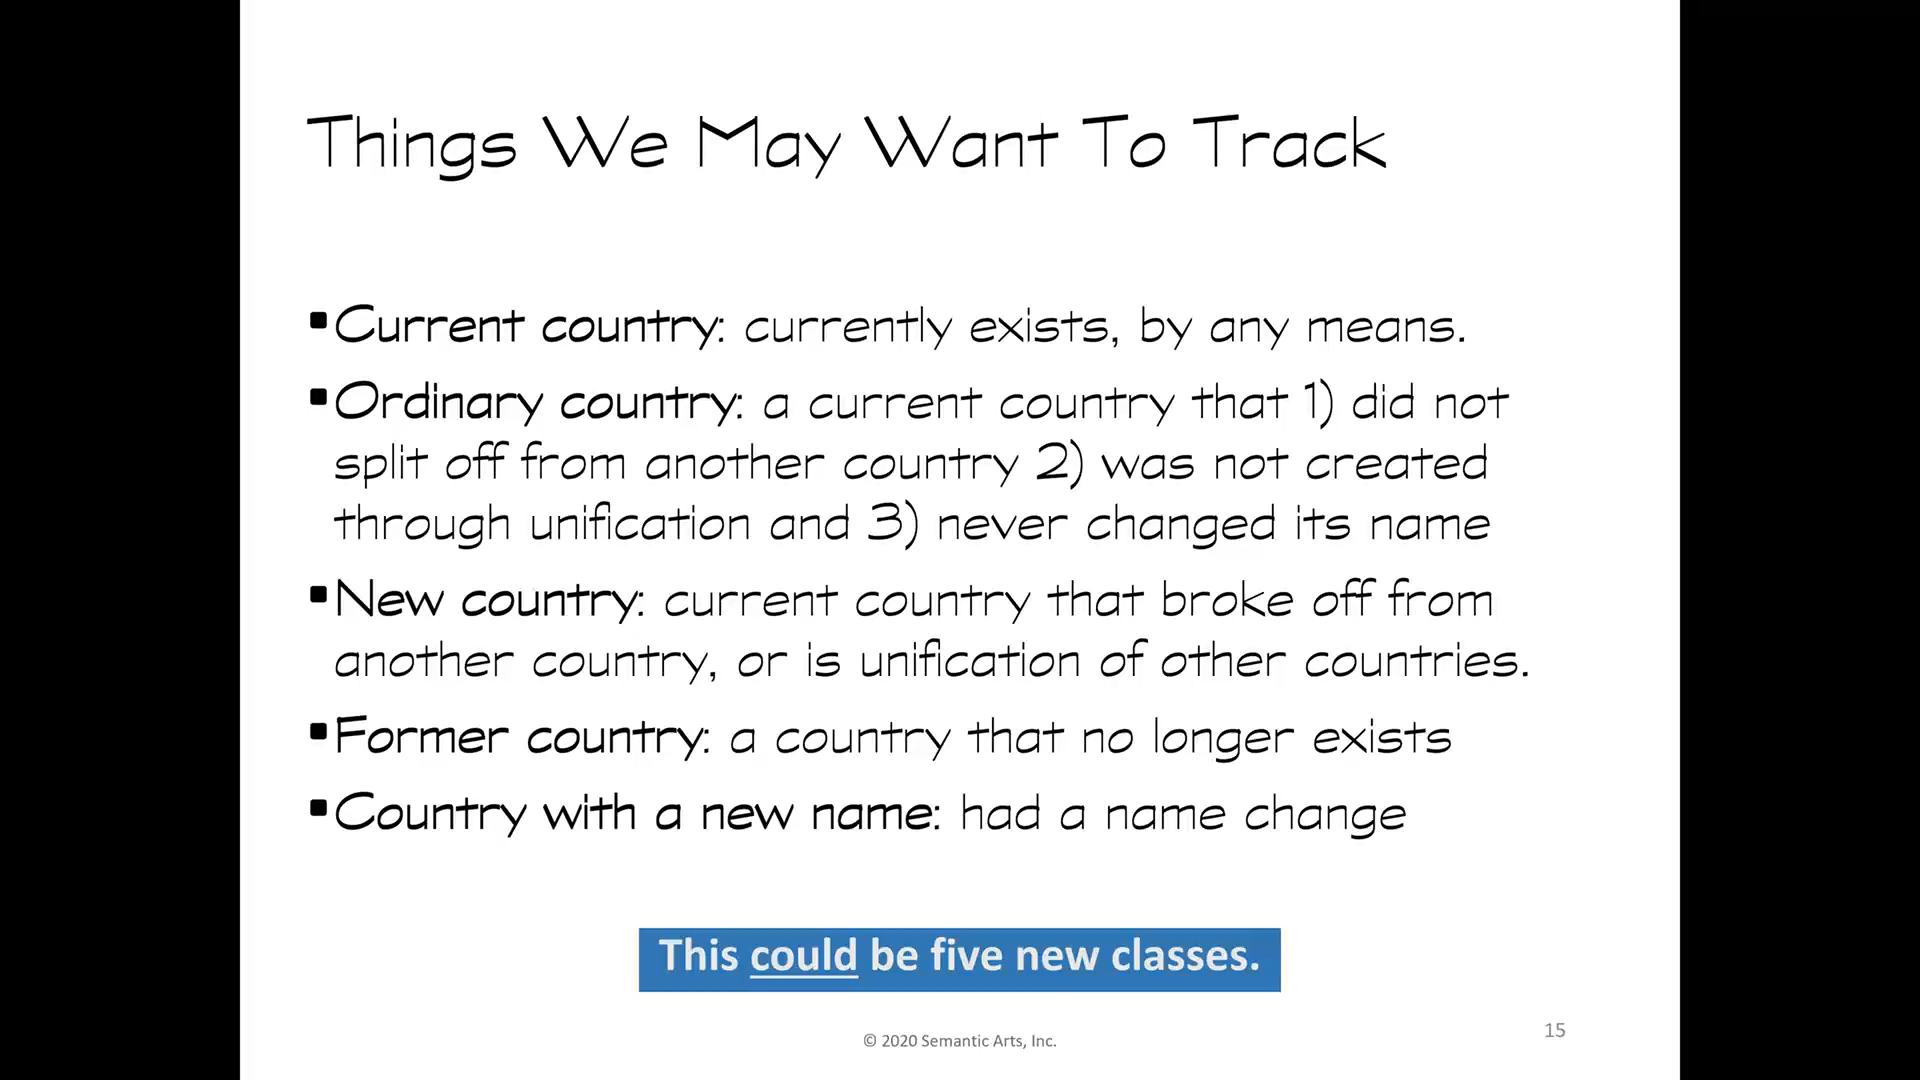 Things We May Want To Track
▪Current country: currently exists, by any means.
▪Ordinary country: a current country that 1) did not
split off from another country 2) was not created
through unification and 3) never changed its name
▪New country: current country that broke off from
another country, or is unification of other countries.
▪Former country: a country that no longer exists
▪Country with a new name: had a name change
This could be five new classes.
© 2020 Semantic Arts, Inc.
15